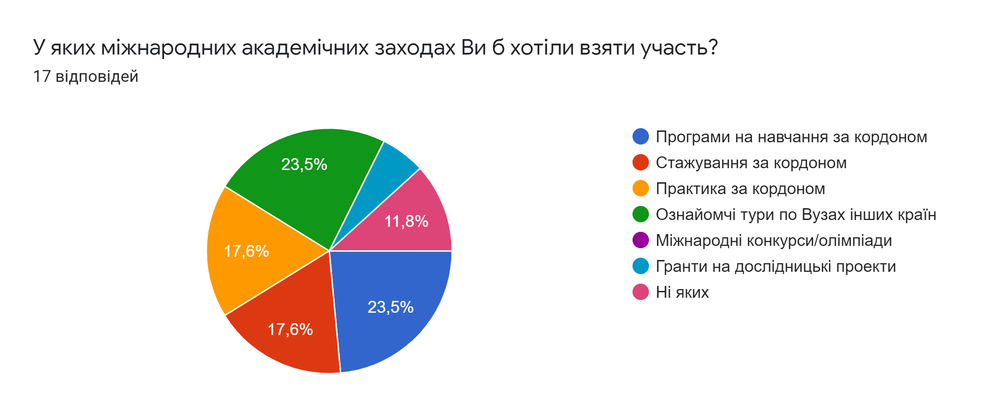 У яких міжнародних академічних заходах Ви б хотіли взяти участь?
17 відповідей
23,5%
11,8%
17,6%
23,5%
17,6%
Програми на навчання за кордоном
Стажування за кордоном
Практика за кордоном
Ознайомчі тури по Вузах інших країн
Міжнародні конкурси/олімпіади
Гранти на дослідницькі проекти
Ні яких